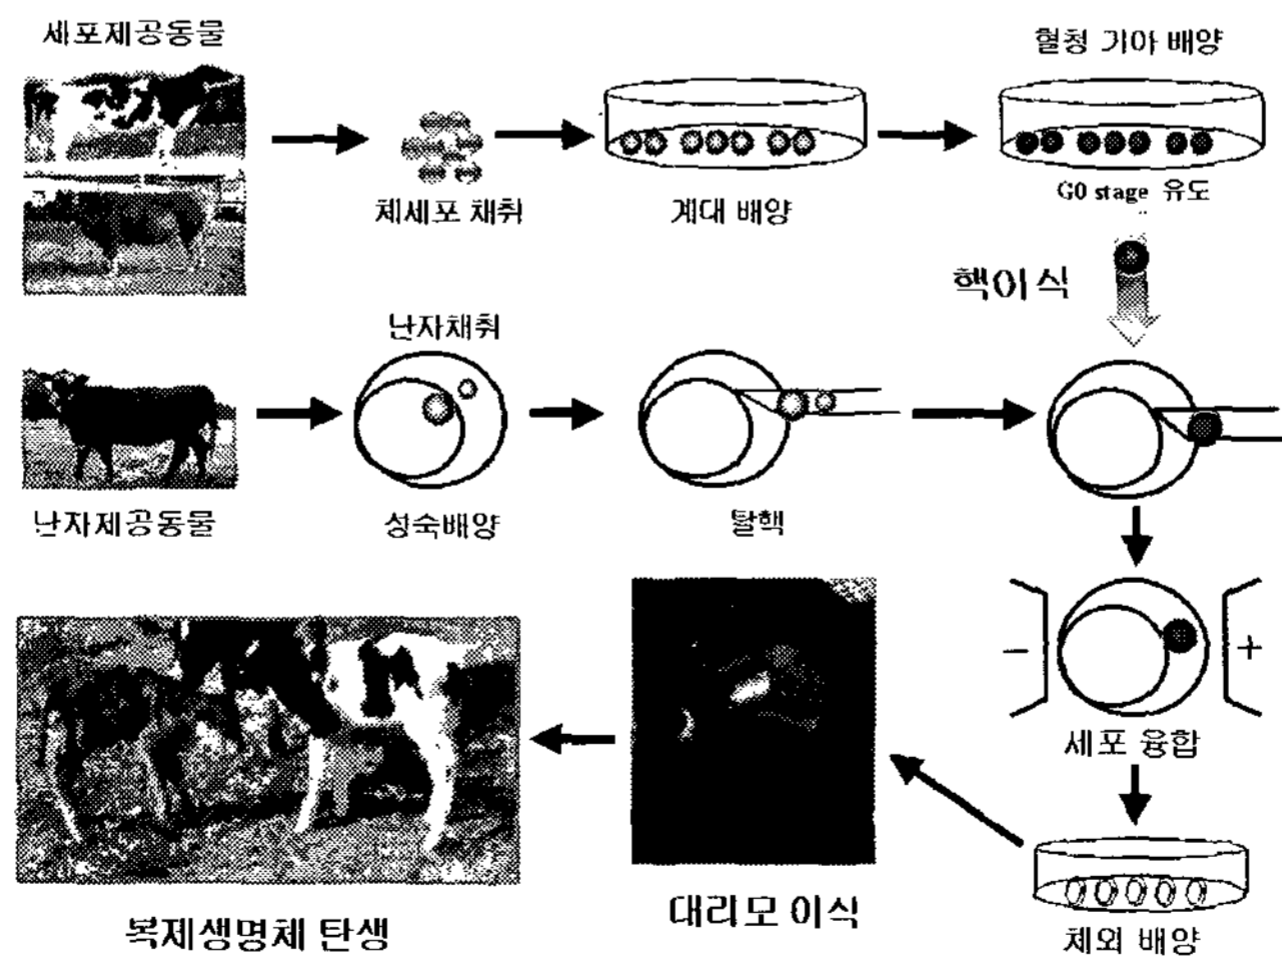 세포제공동물
혈청 기아 배양
체세포 채취
계대 배양
G0 stage 유도
핵이식
난자채취
난자제공동물
성숙배양
탈핵
−
+
세포 융합
대리모 이식
복제생명체 탄생
체외 배양